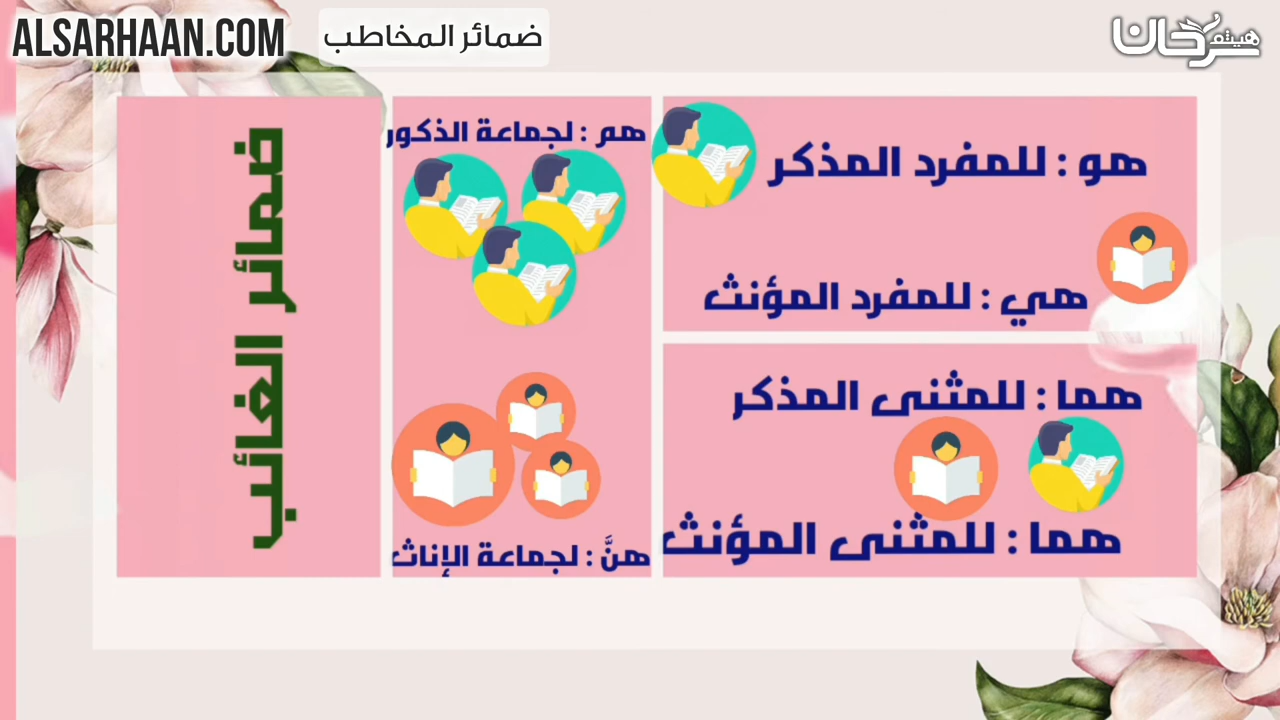 ALSARHAAN.COM
ضمائر المخاطب
هيثم سرحان
هو : للمفرد المذكر
هي : للمفرد المؤنث
هما : للمثنى المذكر
هما : للمثنى المؤنث
هم : لجماعة الذكور
هنَّ : لجماعة الإناث
ضمائر الغائب